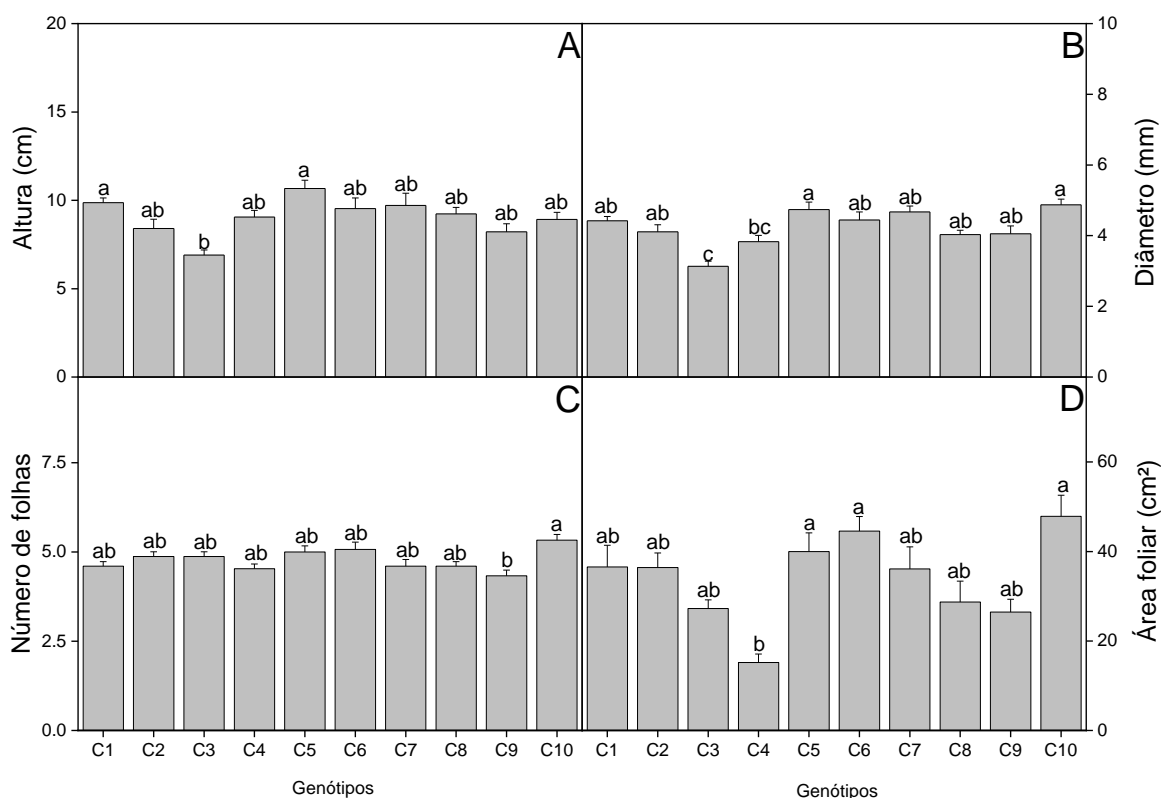 A
B
20
15
10
5
0
Altura (cm)
a
ab
b
ab
a
ab
ab
ab
ab
ab
ab
ab
c
bc
a
ab
ab
ab
ab
a
10
8
6
4
2
0
Diâmetro (mm)
C
D
7.5
5.0
2.5
0.0
Número de folhas
ab
ab
ab
ab
ab
ab
ab
ab
b
a
ab
ab
ab
b
a
a
ab
ab
ab
a
60
40
20
0
Área foliar (cm²)
C1 C2 C3 C4 C5 C6 C7 C8 C9 C10
C1 C2 C3 C4 C5 C6 C7 C8 C9 C10
Genótipos
Genótipos